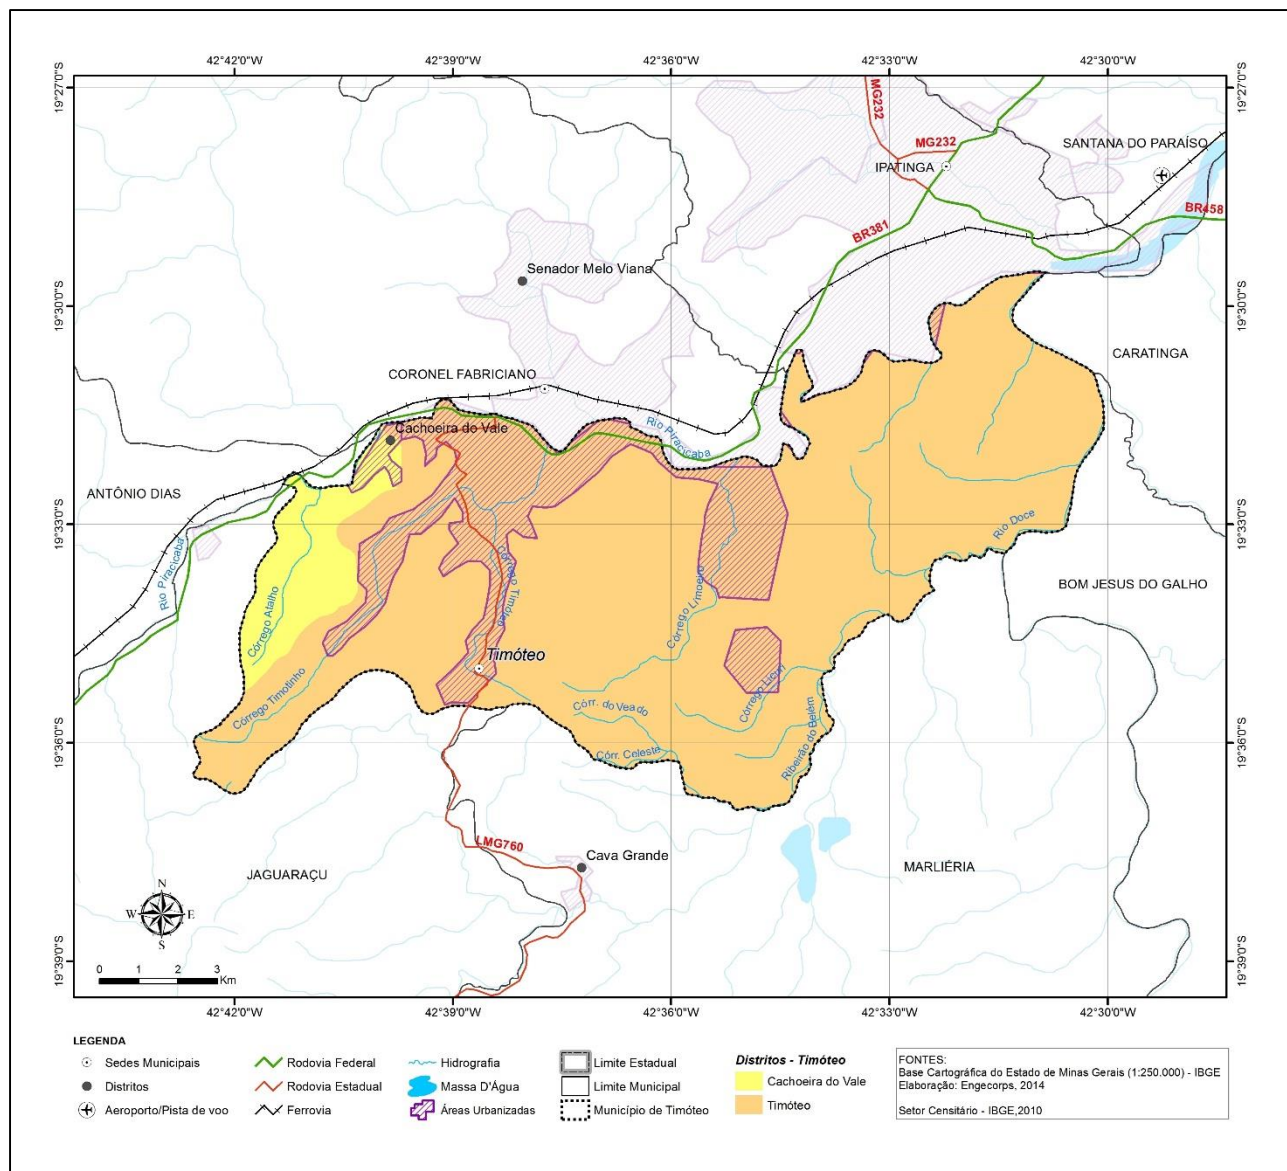 42°42'0"W 42°39'0"W 42°36'0"W 42°33'0"W 42°30'0"W
19°27'0"S 19°27'0"S
MG232
MG232
SANTANA DO PARAÍSO
IPATINGA
BR458
BR381
Senador Melo Viana
19°30'0"S 19°30'0"S
CARATINGA
CORONEL FABRICIANO
Cachoeira do Vale
Rio Piracicaba
ANTÔNIO DIAS
19°33'0"S 19°33'0"S
Rio Doce
Rio Piracicaba
Córrego Timóteo
BOM JESUS DO GALHO
Córrego Atalho
Córrego Limoeiro
Timóteo
Córrego Timotinho
Córr. do Veado
Córrego Licuri
Ribeirão do Belém
19°36'0"S 19°36'0"S
Córr. Celeste
LMG760
Cava Grande
JAGUARAÇU
MARLIÉRIA
N
W E
S
19°39'0"S 19°39'0"S
0 1 2 3
Km
42°42'0"W 42°39'0"W 42°36'0"W 42°33'0"W 42°30'0"W
LEGENDA
Sedes Municipais
Distritos
Aeroporto/Pista de voo
Rodovia Federal
Rodovia Estadual
Ferrovia
Hidrografia
Massa D'Água
Áreas Urbanizadas
Limite Estadual
Limite Municipal
Município de Timóteo
Distritos - Timóteo
Cachoeira do Vale
Timóteo
FONTES:
Base Cartográfica do Estado de Minas Gerais (1:250.000) - IBGE
Elaboração: Engecorps, 2014
Setor Censitário - IBGE,2010